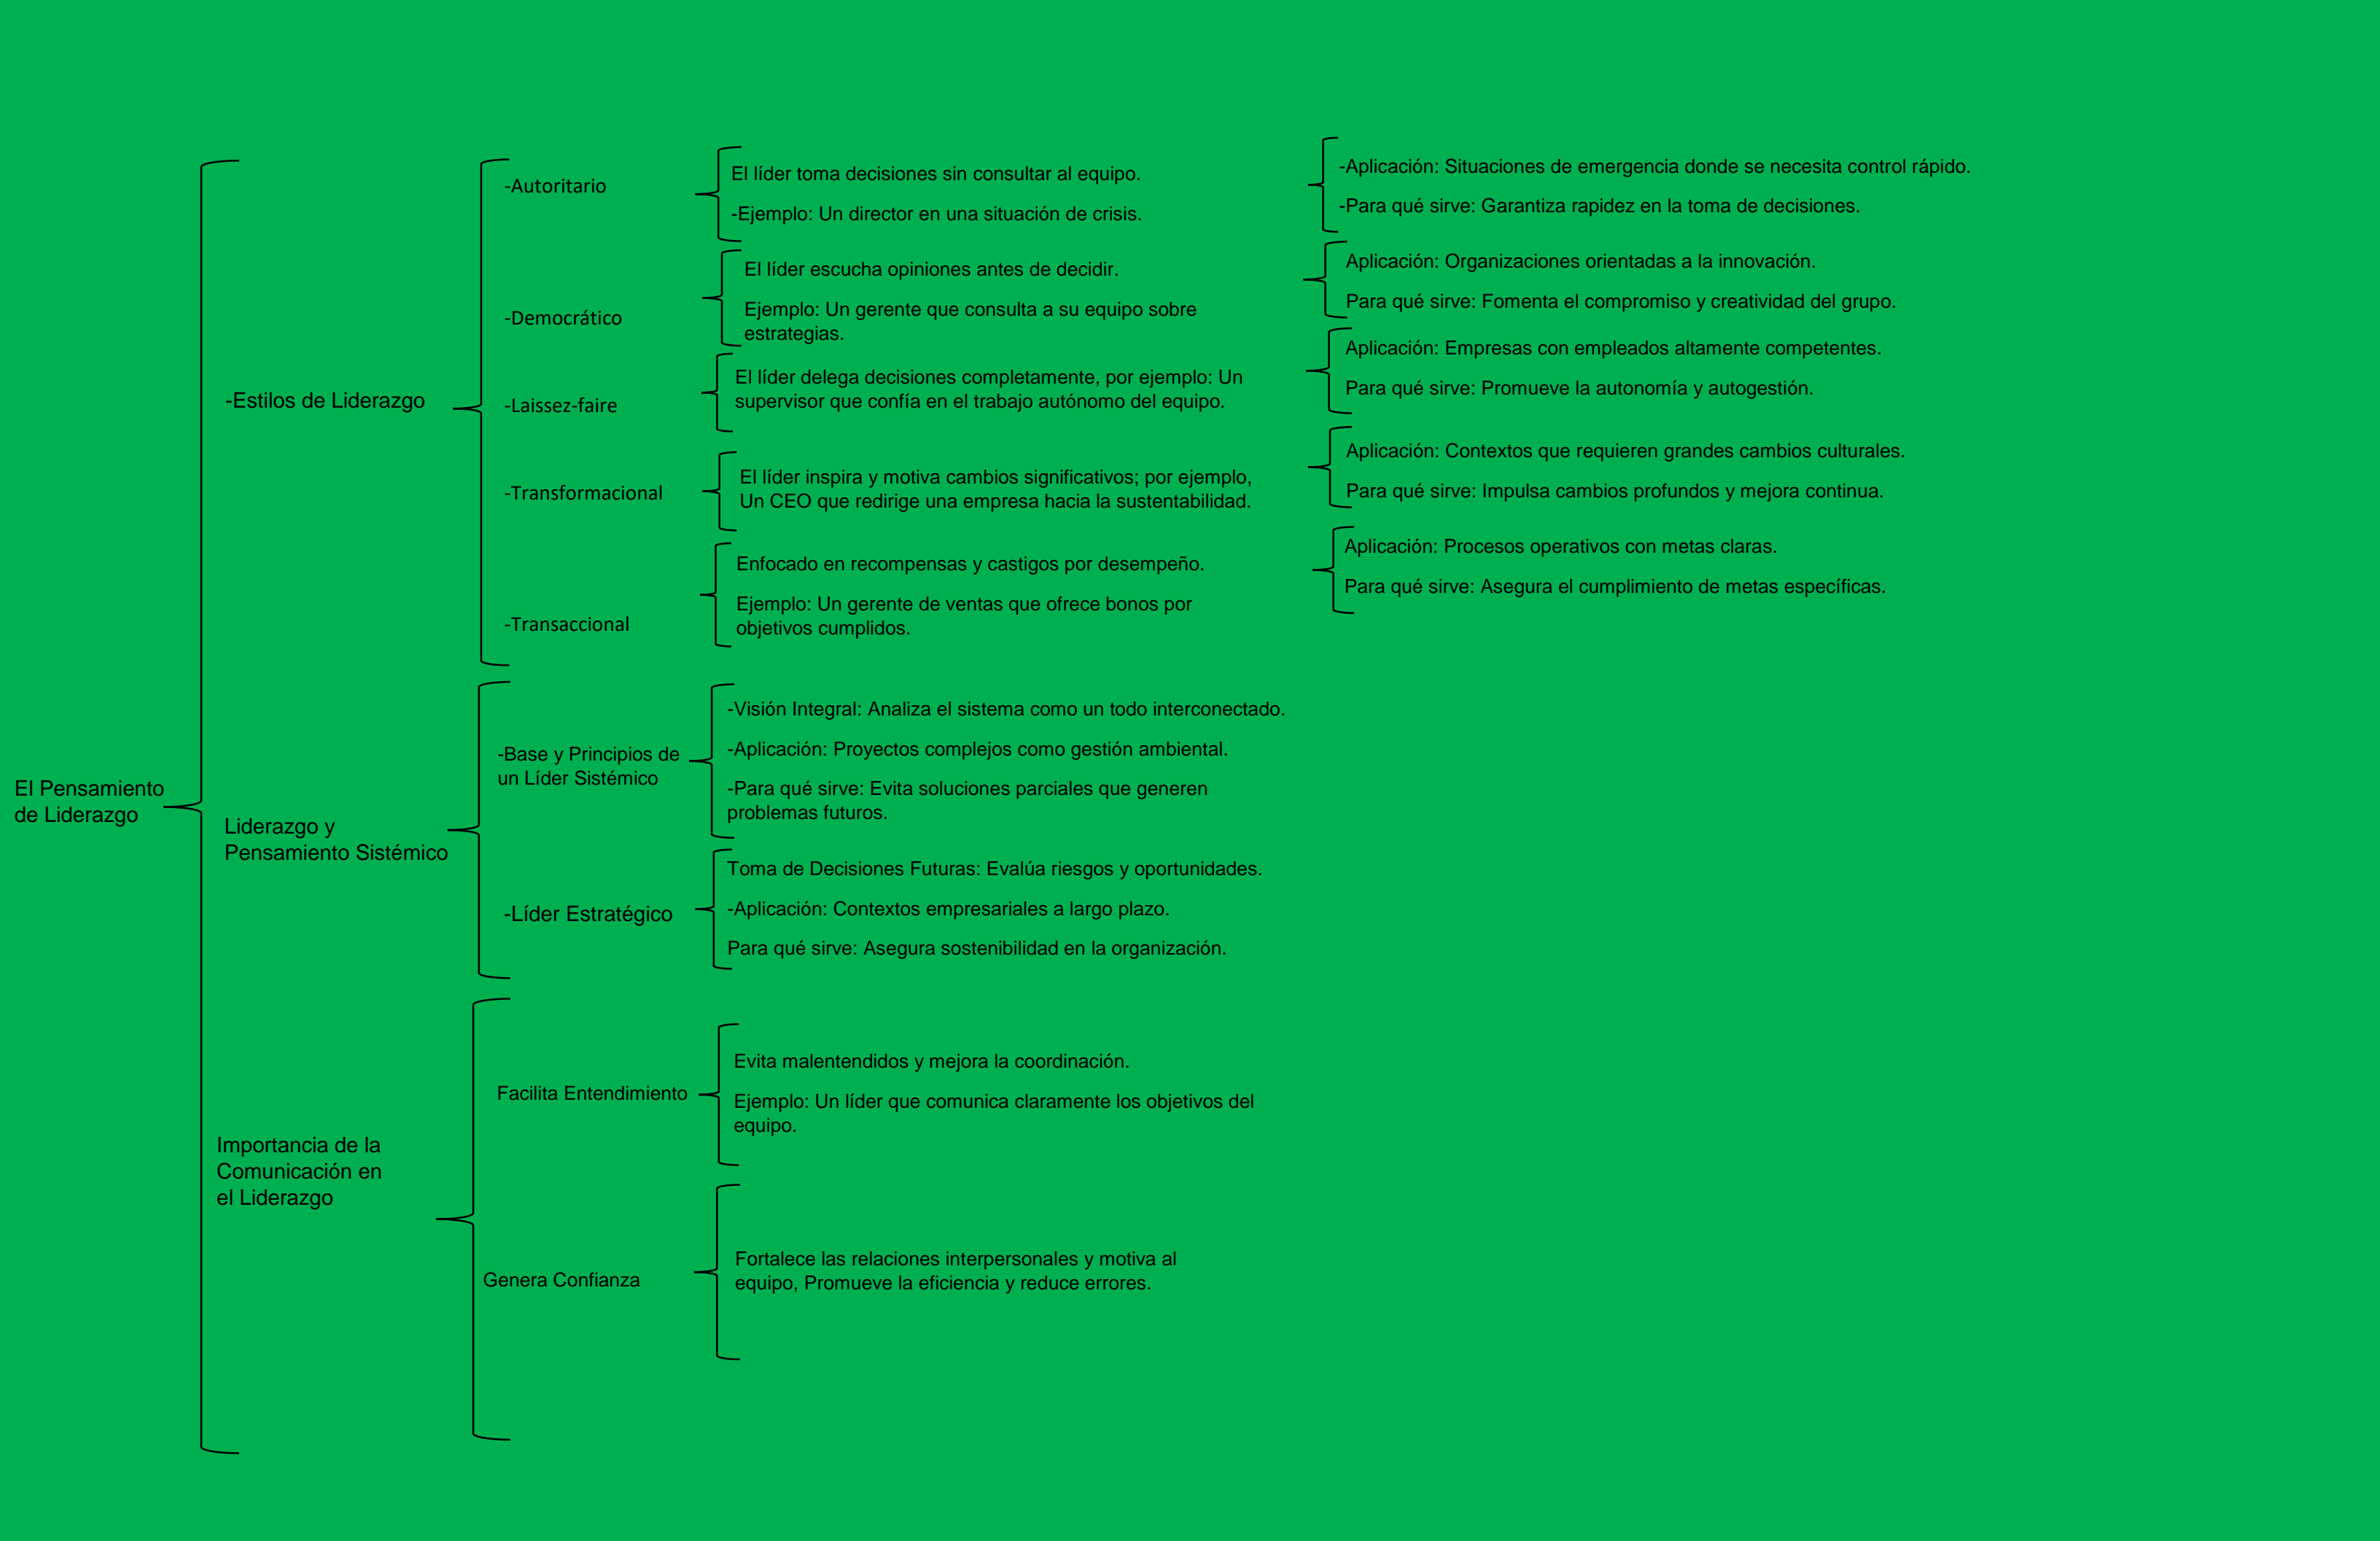 El Pensamiento
de Liderazgo
-Estilos de Liderazgo
-Autoritario
El líder toma decisiones sin consultar al equipo.
-Ejemplo: Un director en una situación de crisis.
-Aplicación: Situaciones de emergencia donde se necesita control rápido.
-Para qué sirve: Garantiza rapidez en la toma de decisiones.
-Democrático
El líder escucha opiniones antes de decidir.
Ejemplo: Un gerente que consulta a su equipo sobre
estrategias.
Aplicación: Organizaciones orientadas a la innovación.
Para qué sirve: Fomenta el compromiso y creatividad del grupo.
-Laissez-faire
El líder delega decisiones completamente, por ejemplo: Un
supervisor que confía en el trabajo autónomo del equipo.
Aplicación: Empresas con empleados altamente competentes.
Para qué sirve: Promueve la autonomía y autogestión.
-Transformacional
El líder inspira y motiva cambios significativos; por ejemplo,
Un CEO que redirige una empresa hacia la sustentabilidad.
Aplicación: Contextos que requieren grandes cambios culturales.
Para qué sirve: Impulsa cambios profundos y mejora continua.
-Transaccional
Enfocado en recompensas y castigos por desempeño.
Ejemplo: Un gerente de ventas que ofrece bonos por
objetivos cumplidos.
Aplicación: Procesos operativos con metas claras.
Para qué sirve: Asegura el cumplimiento de metas específicas.
Liderazgo y
Pensamiento Sistémico
-Base y Principios de
un Líder Sistémico
-Visión Integral: Analiza el sistema como un todo interconectado.
-Aplicación: Proyectos complejos como gestión ambiental.
-Para qué sirve: Evita soluciones parciales que generen
problemas futuros.
-Líder Estratégico
Toma de Decisiones Futuras: Evalúa riesgos y oportunidades.
-Aplicación: Contextos empresariales a largo plazo.
Para qué sirve: Asegura sostenibilidad en la organización.
Importancia de la
Comunicación en
el Liderazgo
Facilita Entendimiento
Evita malentendidos y mejora la coordinación.
Ejemplo: Un líder que comunica claramente los objetivos del
equipo.
Genera Confianza
Fortalece las relaciones interpersonales y motiva al
equipo, Promueve la eficiencia y reduce errores.